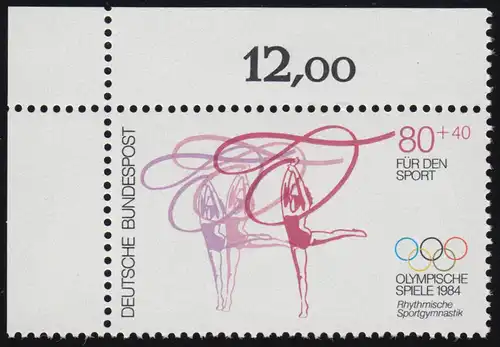 12,00
80+40
FÜR DEN
SPORT
DEUTSCHE BUNDESPOST
OLYMPISCHE
SPIELE 1984
Rhythmische
Sportgymnastik